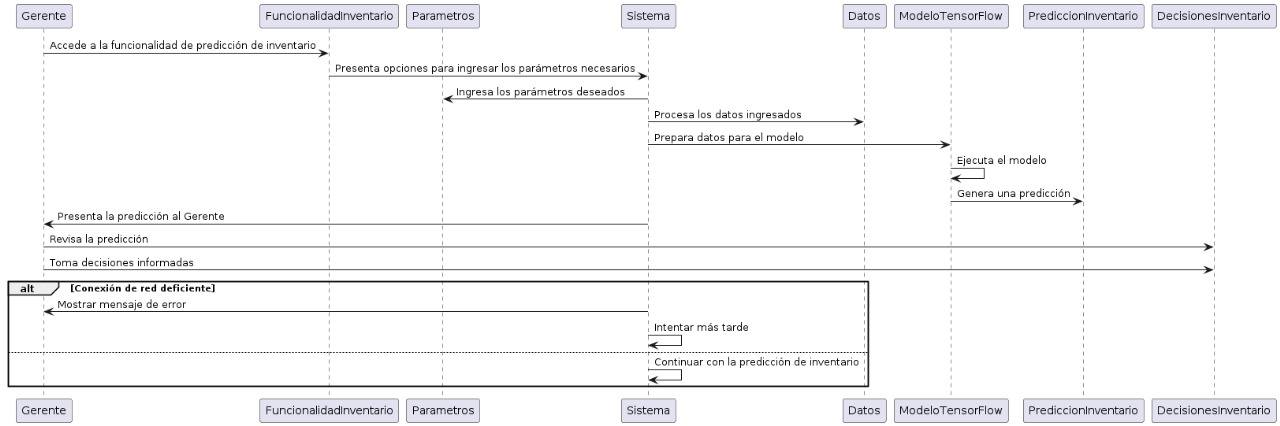 Gerente FuncionalidadInventario Parametros Sistema Datos ModeloTensorFlow PrediccionInventario DecisionesInventario
Accede a la funcionalidad de predicción de inventario
Presenta opciones para ingresar los parámetros necesarios
Ingresa los parámetros deseados
Procesa los datos ingresados
Prepara datos para el modelo
Ejecuta el modelo
Genera una predicción
Presenta la predicción al Gerente
Revisa la predicción
Toma decisiones informadas
alt [Conexión de red deficiente]
Mostrar mensaje de error
Intentar más tarde
Continuar con la predicción de inventario
Gerente FuncionalidadInventario Parametros Sistema Datos ModeloTensorFlow PrediccionInventario DecisionesInventario